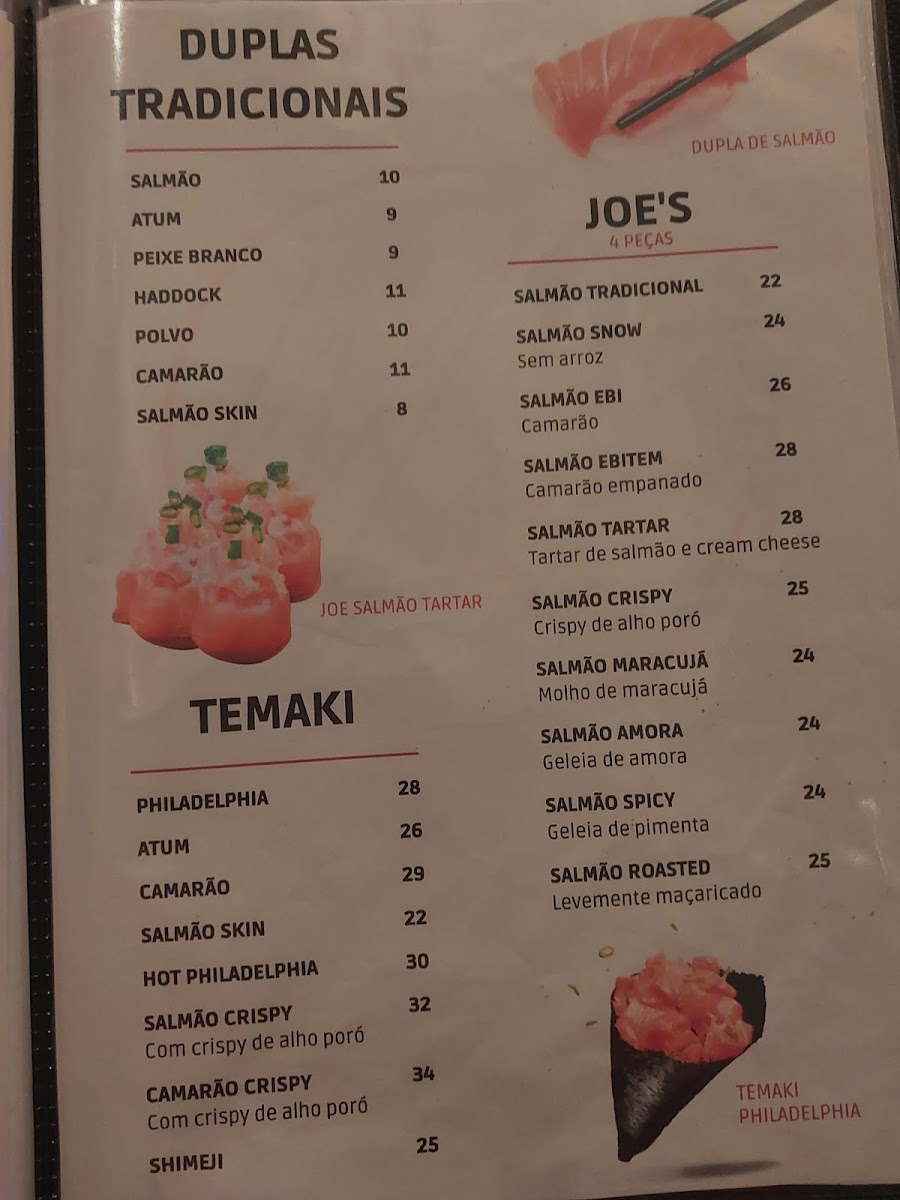 DUPLAS
TRADICIONAIS
SALMÃO 10
ATUM 9
PEIXE BRANCO 9
HADDOCK 11
POLVO 10
CAMARÃO 11
SALMÃO SKIN 8
JOE SALMÃO TARTAR
TEMAKI
PHILADELPHIA 28
ATUM 26
CAMARÃO 29
SALMÃO SKIN 22
HOT PHILADELPHIA 30
SALMÃO CRISPY 32
Com crispy de alho poró
CAMARÃO CRISPY 34
Com crispy de alho poró
SHIMEJI 25
DUPLA DE SALMÃO
JOE'S
4 PEÇAS
SALMÃO TRADICIONAL 22
SALMÃO SNOW 24
Sem arroz
SALMÃO EBI 26
Camarão
SALMÃO EBITEM 28
Camarão empanado
SALMÃO TARTAR 28
Tartar de salmão e cream cheese
SALMÃO CRISPY 25
Crispy de alho poró
SALMÃO MARACUJÁ 24
Molho de maracujá
SALMÃO AMORA 24
Geleia de amora
SALMÃO SPICY 24
Geleia de pimenta
SALMÃO ROASTED 25
Levemente maçaricado
TEMAKI
PHILADELPHIA